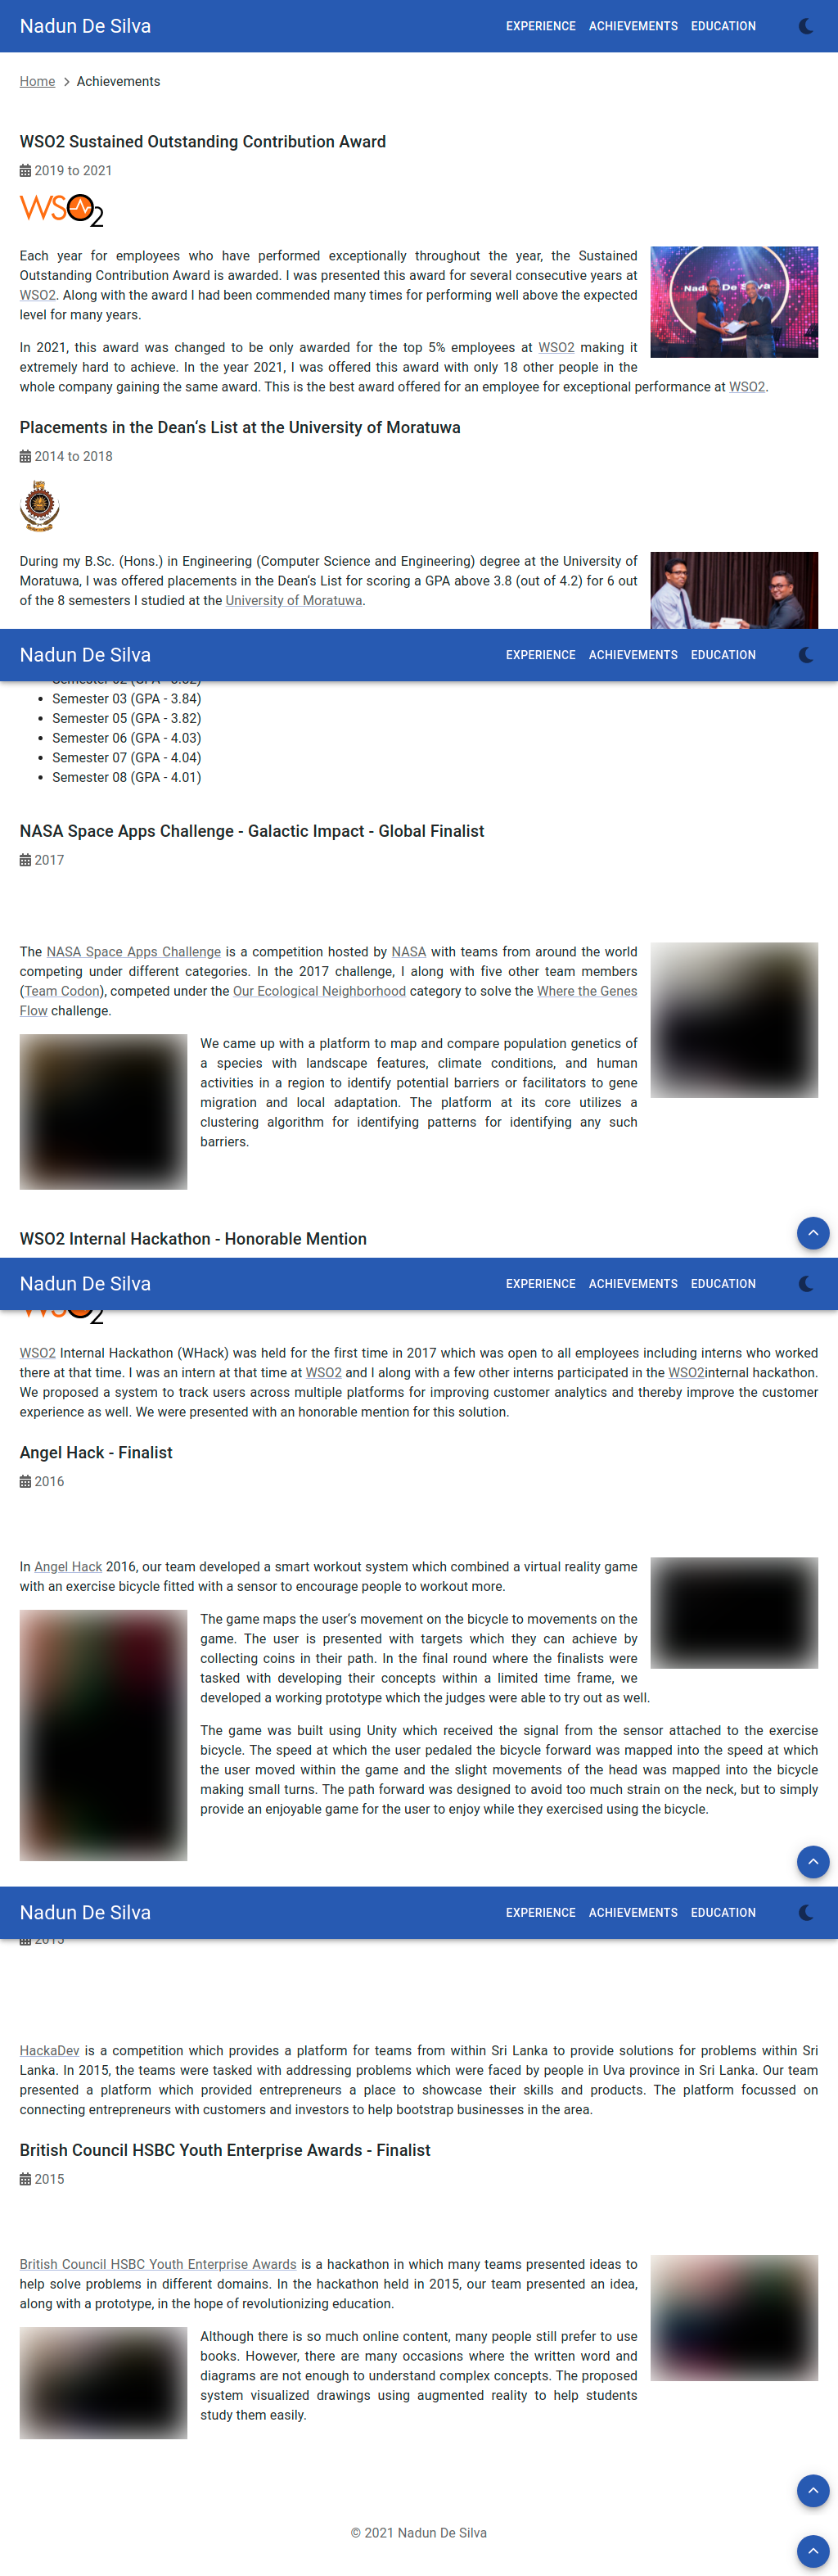 Nadun De Silva
EXPERIENCE ACHIEVEMENTS EDUCATION
Home > Achievements
WSO2 Sustained Outstanding Contribution Award
2019 to 2021
WSO2
Each year for employees who have performed exceptionally throughout the year, the Sustained
Outstanding Contribution Award is awarded. I was presented this award for several consecutive years at
WSO2. Along with the award I had been commended many times for performing well above the expected
level for many years.
Nadun De Silva
In 2021, this award was changed to be only awarded for the top 5% employees at WSO2 making it
extremely hard to achieve. In the year 2021, I was offered this award with only 18 other people in the
whole company gaining the same award. This is the best award offered for an employee for exceptional performance at WSO2.
Placements in the Dean‘s List at the University of Moratuwa
2014 to 2018
During my B.Sc. (Hons.) in Engineering (Computer Science and Engineering) degree at the University of
Moratuwa, I was offered placements in the Dean‘s List for scoring a GPA above 3.8 (out of 4.2) for 6 out
of the 8 semesters I studied at the University of Moratuwa.
Nadun De Silva
EXPERIENCE ACHIEVEMENTS EDUCATION
• Semester 03 (GPA - 3.84)
• Semester 05 (GPA - 3.82)
• Semester 06 (GPA - 4.03)
• Semester 07 (GPA - 4.04)
• Semester 08 (GPA - 4.01)
NASA Space Apps Challenge - Galactic Impact - Global Finalist
2017
The NASA Space Apps Challenge is a competition hosted by NASA with teams from around the world
competing under different categories. In the 2017 challenge, I along with five other team members
(Team Codon), competed under the Our Ecological Neighborhood category to solve the Where the Genes
Flow challenge.
We came up with a platform to map and compare population genetics of
a species with landscape features, climate conditions, and human
activities in a region to identify potential barriers or facilitators to gene
migration and local adaptation. The platform at its core utilizes a
clustering algorithm for identifying patterns for identifying any such
barriers.
WSO2 Internal Hackathon - Honorable Mention
Nadun De Silva
EXPERIENCE ACHIEVEMENTS EDUCATION
WSO2 Internal Hackathon (WHack) was held for the first time in 2017 which was open to all employees including interns who worked
there at that time. I was an intern at that time at WSO2 and I along with a few other interns participated in the WSO2internal hackathon.
We proposed a system to track users across multiple platforms for improving customer analytics and thereby improve the customer
experience as well. We were presented with an honorable mention for this solution.
Angel Hack - Finalist
2016
In Angel Hack 2016, our team developed a smart workout system which combined a virtual reality game
with an exercise bicycle fitted with a sensor to encourage people to workout more.
The game maps the user‘s movement on the bicycle to movements on the
game. The user is presented with targets which they can achieve by
collecting coins in their path. In the final round where the finalists were
tasked with developing their concepts within a limited time frame, we
developed a working prototype which the judges were able to try out as well.
The game was built using Unity which received the signal from the sensor attached to the exercise
bicycle. The speed at which the user pedaled the bicycle forward was mapped into the speed at which
the user moved within the game and the slight movements of the head was mapped into the bicycle
making small turns. The path forward was designed to avoid too much strain on the neck, but to simply
provide an enjoyable game for the user to enjoy while they exercised using the bicycle.
Nadun De Silva
EXPERIENCE ACHIEVEMENTS EDUCATION
HackaDev is a competition which provides a platform for teams from within Sri Lanka to provide solutions for problems within Sri
Lanka. In 2015, the teams were tasked with addressing problems which were faced by people in Uva province in Sri Lanka. Our team
presented a platform which provided entrepreneurs a place to showcase their skills and products. The platform focussed on
connecting entrepreneurs with customers and investors to help bootstrap businesses in the area.
British Council HSBC Youth Enterprise Awards - Finalist
2015
British Council HSBC Youth Enterprise Awards is a hackathon in which many teams presented ideas to
help solve problems in different domains. In the hackathon held in 2015, our team presented an idea,
along with a prototype, in the hope of revolutionizing education.
Although there is so much online content, many people still prefer to use
books. However, there are many occasions where the written word and
diagrams are not enough to understand complex concepts. The proposed
system visualized drawings using augmented reality to help students
study them easily.
© 2021 Nadun De Silva